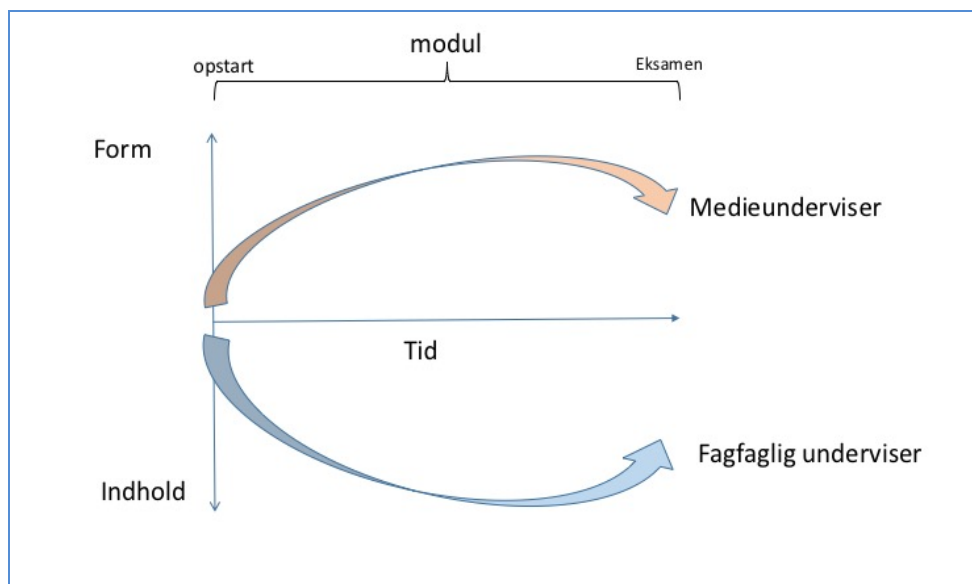 modul
opstart
Eksamen
Form
Medieunderviser
Tid
Fagfaglig underviser
Indhold